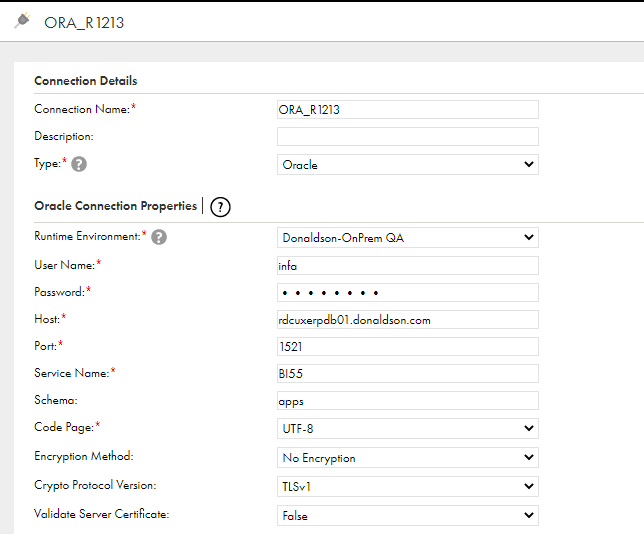 ORA_R1213
Connection Details
Connection Name:* ORA_R1213
Description:
Type:* ? Oracle
Oracle Connection Properties | ?
Runtime Environment:* ? Donaldson-OnPrem QA
User Name:* infa
Password:* • • • • • • • •
Host:* rdcuxerpdb01.donaldson.com
Port:* 1521
Service Name:* BI55
Schema: apps
Code Page:* UTF-8
Encryption Method: No Encryption
Crypto Protocol Version: TLSv1
Validate Server Certificate: False